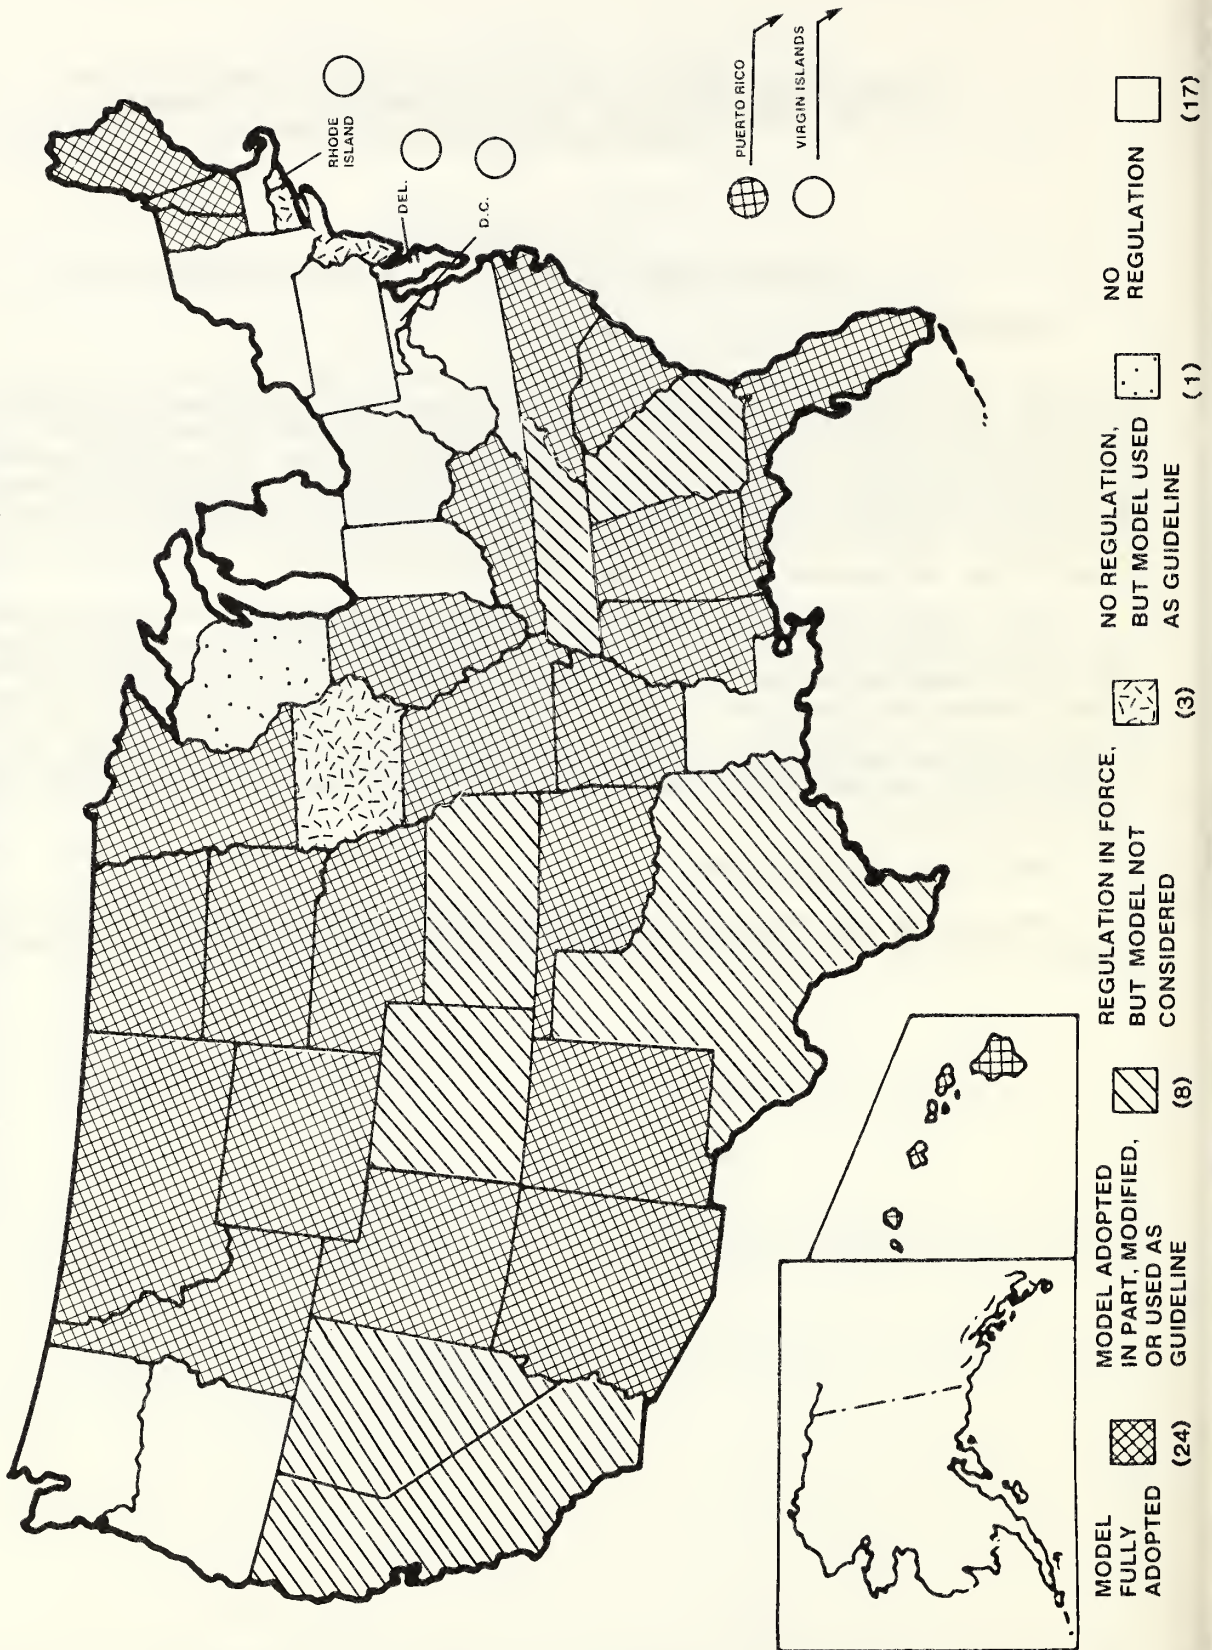 RHODE
ISLAND
DEL.
D.C.
PUERTO RICO
VIRGIN ISLANDS
MODEL
FULLY
ADOPTED
(24)
MODEL ADOPTED
IN PART, MODIFIED,
OR USED AS
GUIDELINE
(8)
REGULATION IN FORCE,
BUT MODEL NOT
CONSIDERED
(3)
NO REGULATION,
BUT MODEL USED
AS GUIDELINE
(1)
NO
REGULATION
(17)